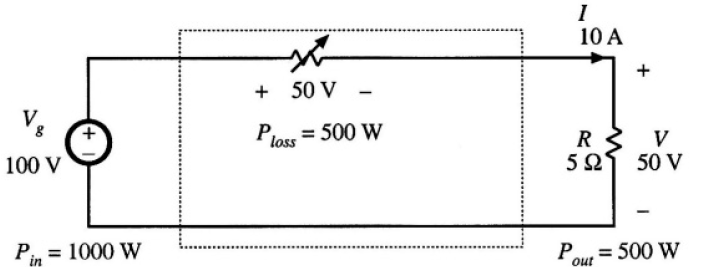 I
10 A
+
+ 50 V −
P_loss = 500 W
V_g
100 V
+
−
R
5 Ω
V
50 V
−
P_in = 1000 W
P_out = 500 W